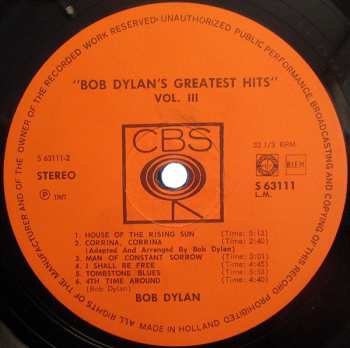 ALL RIGHTS OF THE MANUFACTURER AND OF THE OWNER OF THE RECORDED WORK RESERVED. UNAUTHORIZED PUBLIC PERFORMANCE BROADCASTING AND COPYING OF THIS RECORD PROHIBITED
"BOB DYLAN'S GREATEST HITS"
VOL. III
CBS
S 63111-2
STEREO
33 1/3 RPM.
BIEM
S 63111
L.M.
1. HOUSE OF THE RISING SUN (Time: 5:13)
2. CORRINA, CORRINA (Time: 2:40)
(Adapted And Arranged By Bob Dylan)
3. MAN OF CONSTANT SORROW (Time: 3:01)
4. I SHALL BE FREE (Time: 4:45)
5. TOMBSTONE BLUES (Time: 5:53)
6. 4TH TIME AROUND (Time: 4:40)
(Bob Dylan)
BOB DYLAN
MADE IN HOLLAND